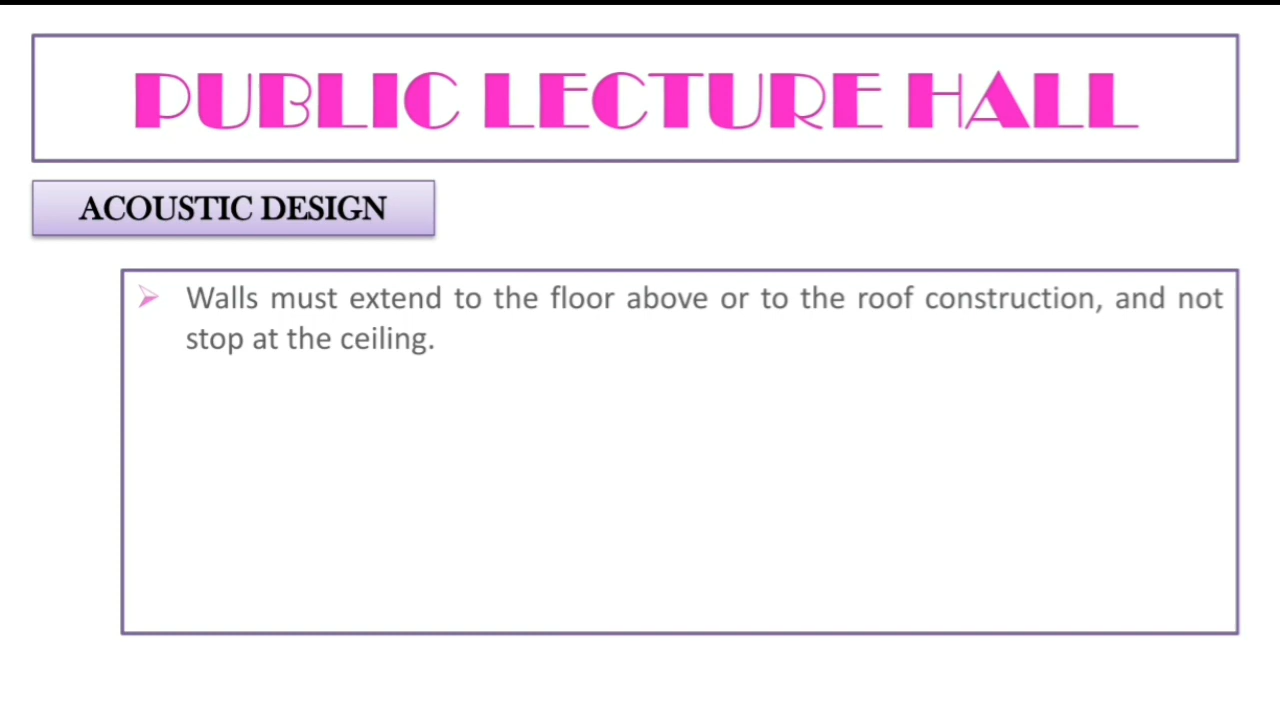 PUBLIC LECTURE HALL
ACOUSTIC DESIGN
Walls must extend to the floor above or to the roof construction, and not
stop at the ceiling.